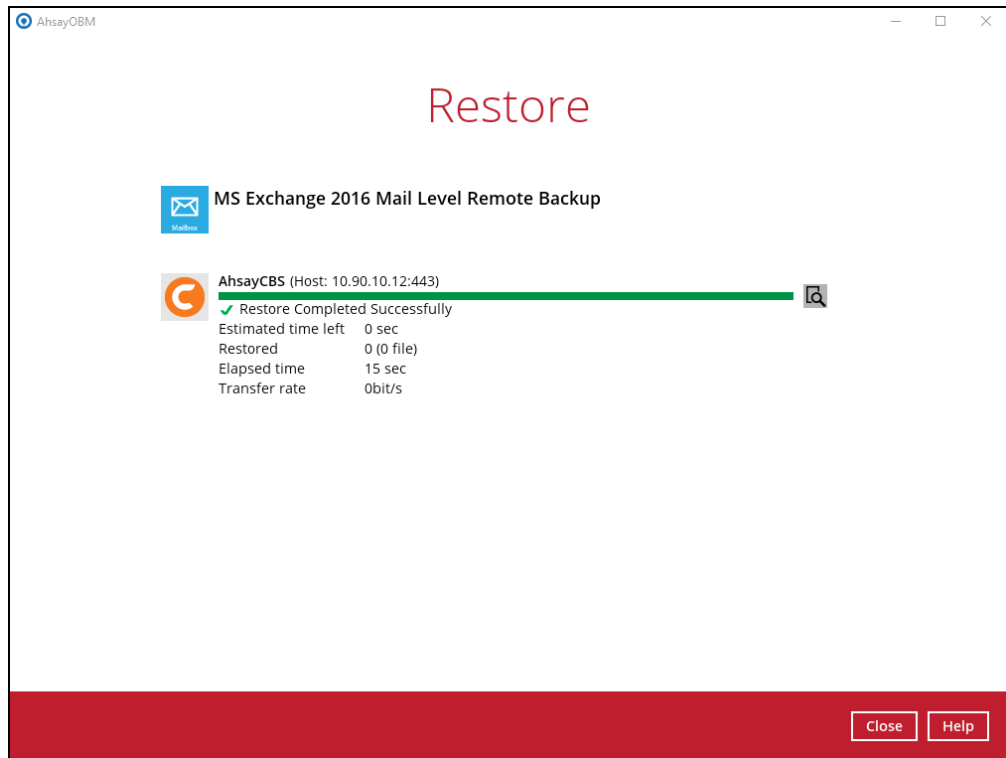 AhsayOBM
Restore
MS Exchange 2016 Mail Level Remote Backup
Mailbox
AhsayCBS (Host: 10.90.10.12:443)
Restore Completed Successfully
Estimated time left 0 sec
Restored 0 (0 file)
Elapsed time 15 sec
Transfer rate 0bit/s
Close Help